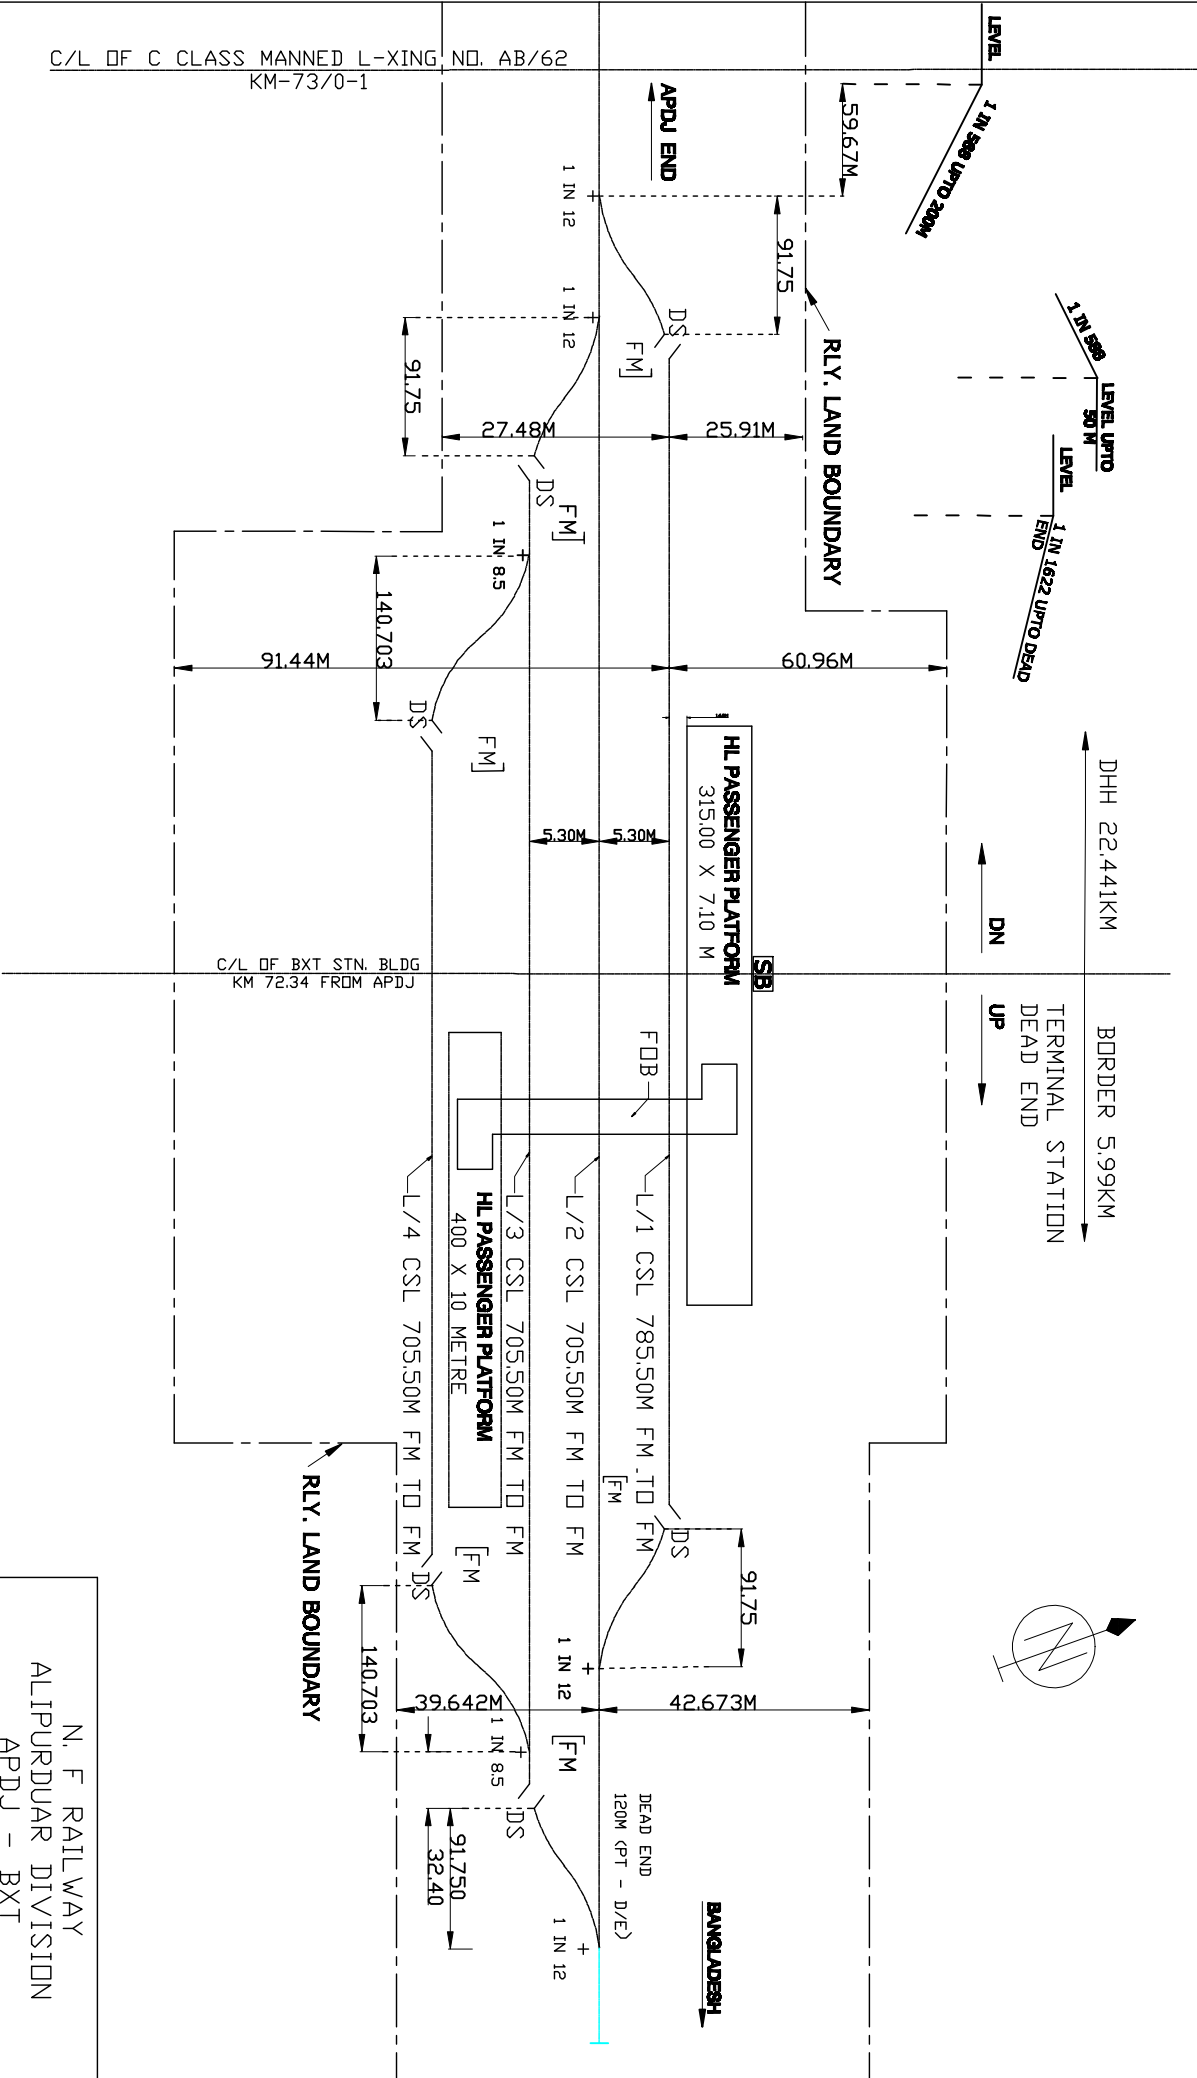 C/L OF C CLASS MANNED L-XING NO. AB/62
KM-73/0-1
LEVEL
1 IN 588 UPTO 200M
59.67M
APDJ END
1 IN 12
91.75
1 IN 12
DS
[FM]
RLY. LAND BOUNDARY
1 IN 588
LEVEL UPTO
50 M
LEVEL
1 IN 1622 UPTO DEAD
END
91.75
27.48M
25.91M
DS
[FM]
1 IN 8.5
140.703
91.44M
60.96M
DS
[FM]
DHH 22.441KM
BORDER 5.99KM
DN
UP
TERMINAL STATION
DEAD END
HL PASSENGER PLATFORM
315.00 X 7.10 M
SB
5.30M
5.30M
C/L OF BXT STN. BLDG
KM 72.34 FROM APDJ
FOB
L/1 CSL 785.50M FM TO FM
L/2 CSL 705.50M FM TO FM
L/3 CSL 705.50M FM TO FM
HL PASSENGER PLATFORM
400 X 10 METRE
L/4 CSL 705.50M FM TO FM
[FM
DS
91.75
1 IN 12
[FM
DS
RLY. LAND BOUNDARY
140.703
39.642M
42.673M
1 IN 8.5
[FM
DS
91.750
32.40
1 IN 12
DEAD END
120M (PT - D/E)
BANGLADESH
N
N. F RAILWAY
ALIPURDUAR DIVISION
APDJ - BXT